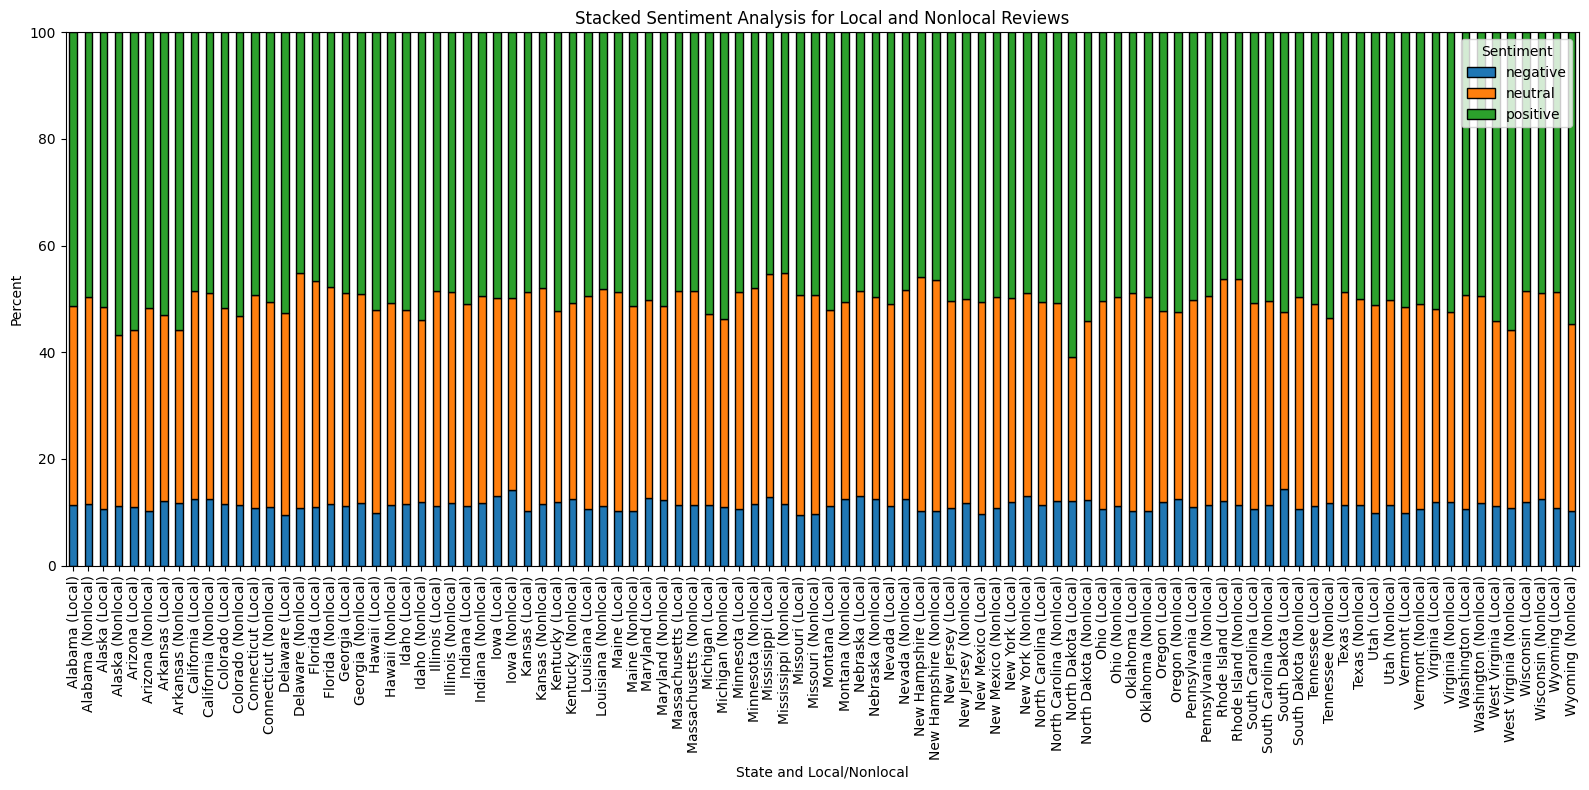 Stacked Sentiment Analysis for Local and Nonlocal Reviews
Sentiment
negative
neutral
positive
100
80
60
40
20
0
Percent
Alabama (Local)
Alabama (Nonlocal)
Alaska (Local)
Alaska (Nonlocal)
Arizona (Local)
Arizona (Nonlocal)
Arkansas (Local)
Arkansas (Nonlocal)
California (Local)
California (Nonlocal)
Colorado (Local)
Colorado (Nonlocal)
Connecticut (Local)
Connecticut (Nonlocal)
Delaware (Local)
Delaware (Nonlocal)
Florida (Local)
Florida (Nonlocal)
Georgia (Local)
Georgia (Nonlocal)
Hawaii (Local)
Hawaii (Nonlocal)
Idaho (Local)
Idaho (Nonlocal)
Illinois (Local)
Illinois (Nonlocal)
Indiana (Local)
Indiana (Nonlocal)
Iowa (Local)
Iowa (Nonlocal)
Kansas (Local)
Kansas (Nonlocal)
Kentucky (Local)
Kentucky (Nonlocal)
Louisiana (Local)
Louisiana (Nonlocal)
Maine (Local)
Maine (Nonlocal)
Maryland (Local)
Maryland (Nonlocal)
Massachusetts (Local)
Massachusetts (Nonlocal)
Michigan (Local)
Michigan (Nonlocal)
Minnesota (Local)
Minnesota (Nonlocal)
Mississippi (Local)
Mississippi (Nonlocal)
Missouri (Local)
Missouri (Nonlocal)
Montana (Local)
Montana (Nonlocal)
Nebraska (Local)
Nebraska (Nonlocal)
Nevada (Local)
Nevada (Nonlocal)
New Hampshire (Local)
New Hampshire (Nonlocal)
New Jersey (Local)
New Jersey (Nonlocal)
New Mexico (Local)
New Mexico (Nonlocal)
New York (Local)
New York (Nonlocal)
North Carolina (Local)
North Carolina (Nonlocal)
North Dakota (Local)
North Dakota (Nonlocal)
Ohio (Local)
Ohio (Nonlocal)
Oklahoma (Local)
Oklahoma (Nonlocal)
Oregon (Local)
Oregon (Nonlocal)
Pennsylvania (Local)
Pennsylvania (Nonlocal)
Rhode Island (Local)
Rhode Island (Nonlocal)
South Carolina (Local)
South Carolina (Nonlocal)
South Dakota (Local)
South Dakota (Nonlocal)
Tennessee (Local)
Tennessee (Nonlocal)
Texas (Local)
Texas (Nonlocal)
Utah (Local)
Utah (Nonlocal)
Vermont (Local)
Vermont (Nonlocal)
Virginia (Local)
Virginia (Nonlocal)
Washington (Local)
Washington (Nonlocal)
West Virginia (Local)
West Virginia (Nonlocal)
Wisconsin (Local)
Wisconsin (Nonlocal)
Wyoming (Local)
Wyoming (Nonlocal)
State and Local/Nonlocal